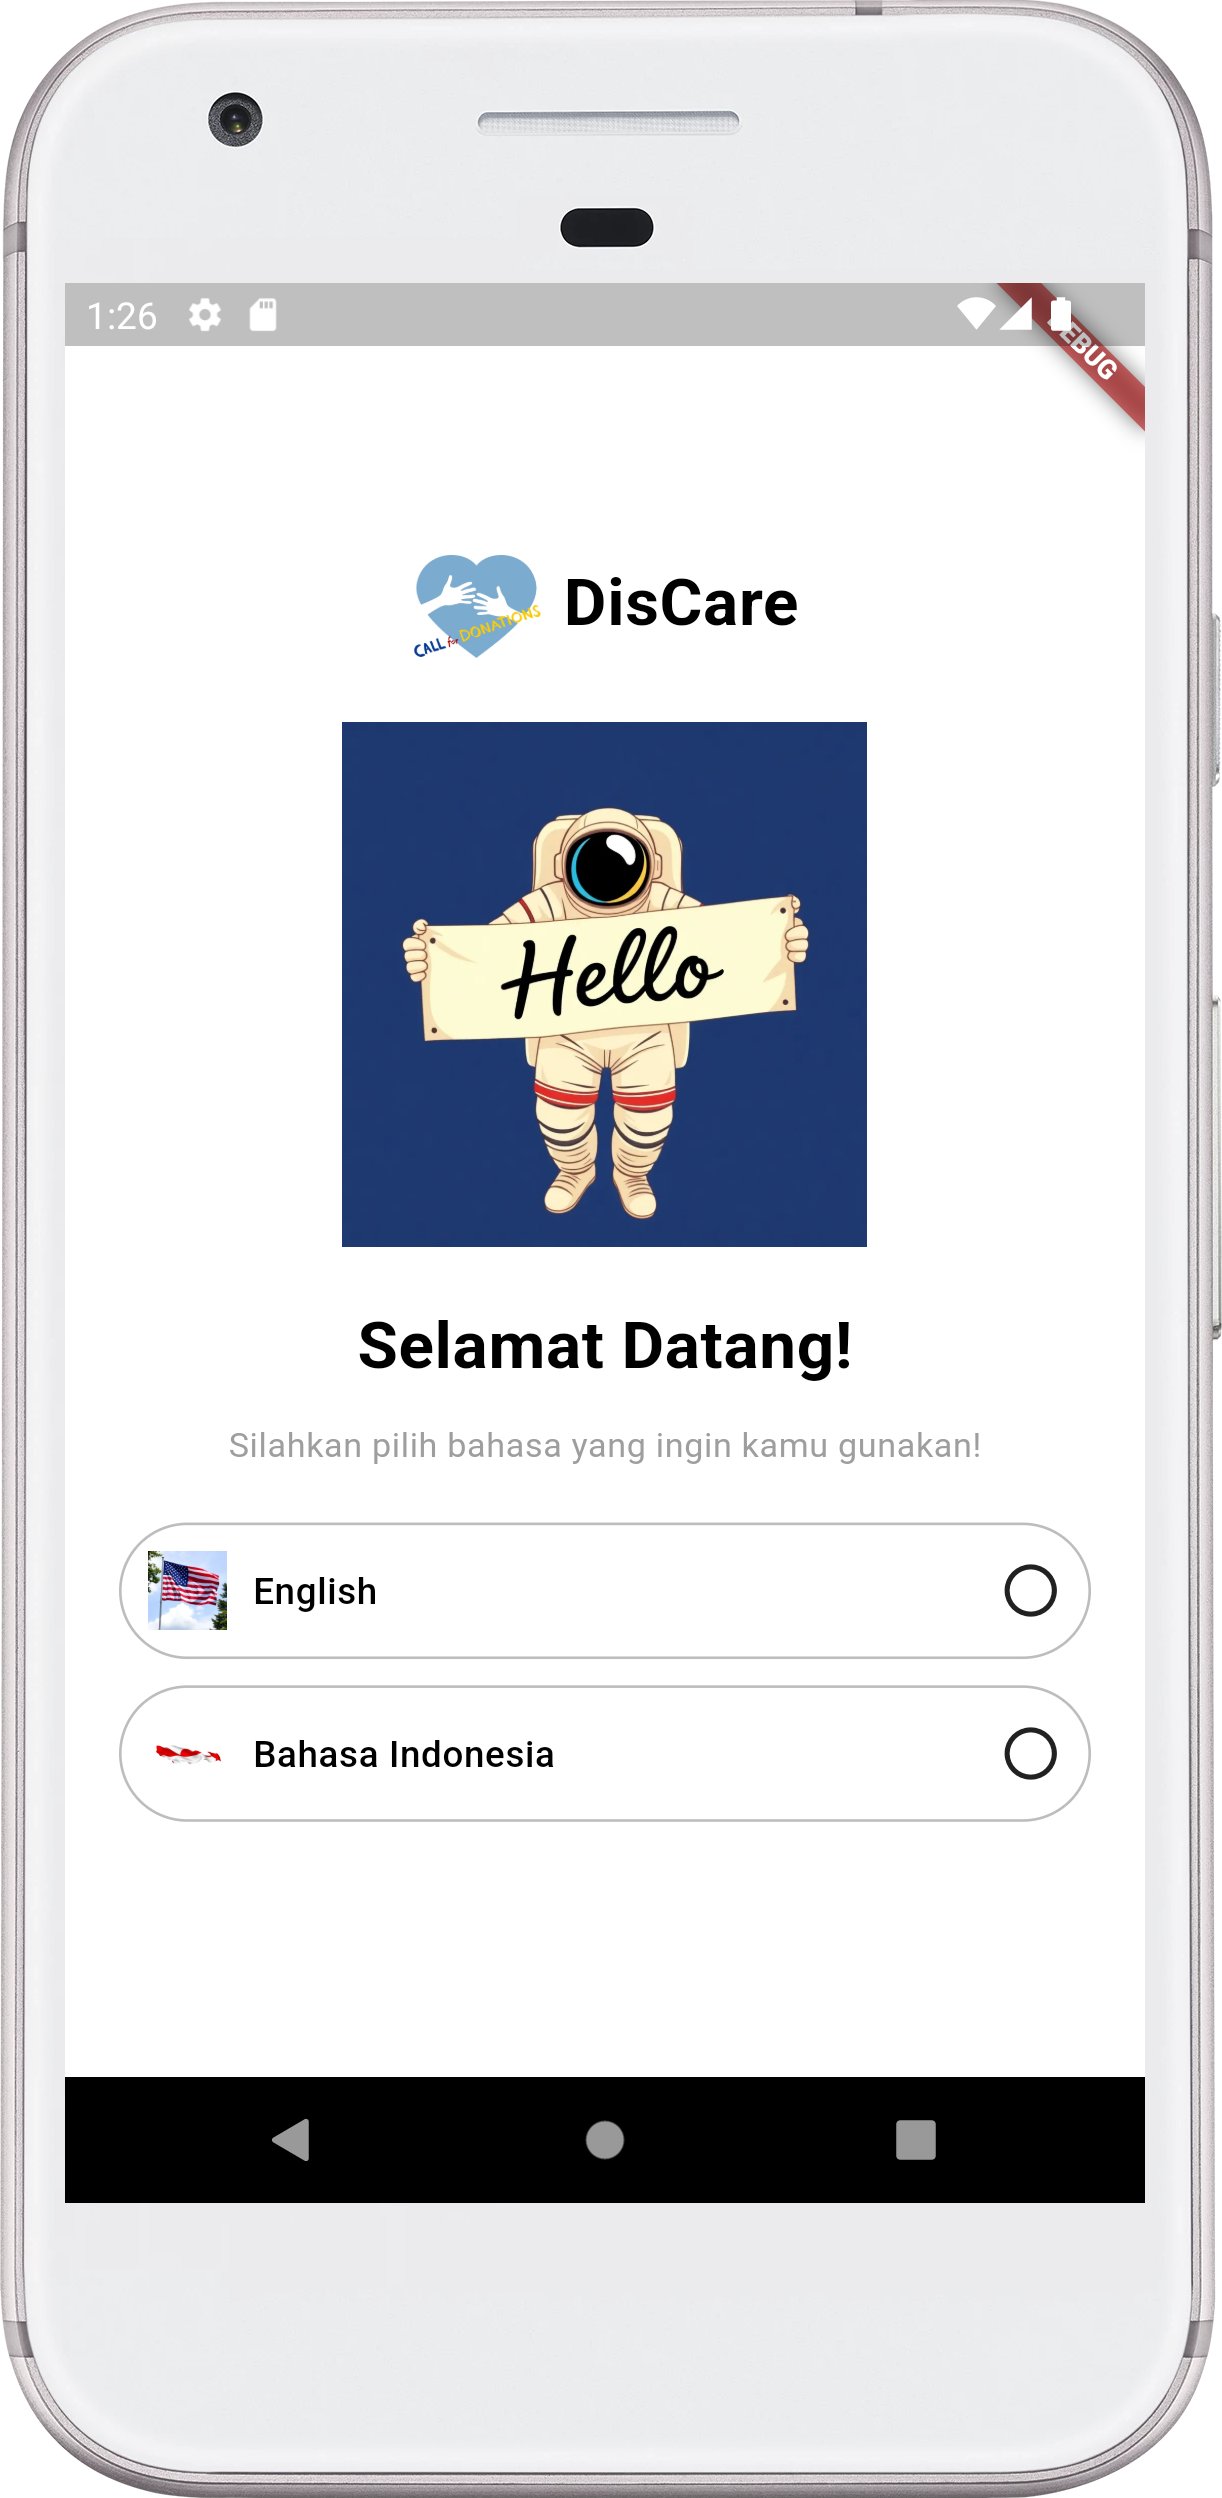 1:26
DEBUG
DisCare
CALL for DONATIONS
Hello
Selamat Datang!
Silahkan pilih bahasa yang ingin kamu gunakan!
English
Bahasa Indonesia